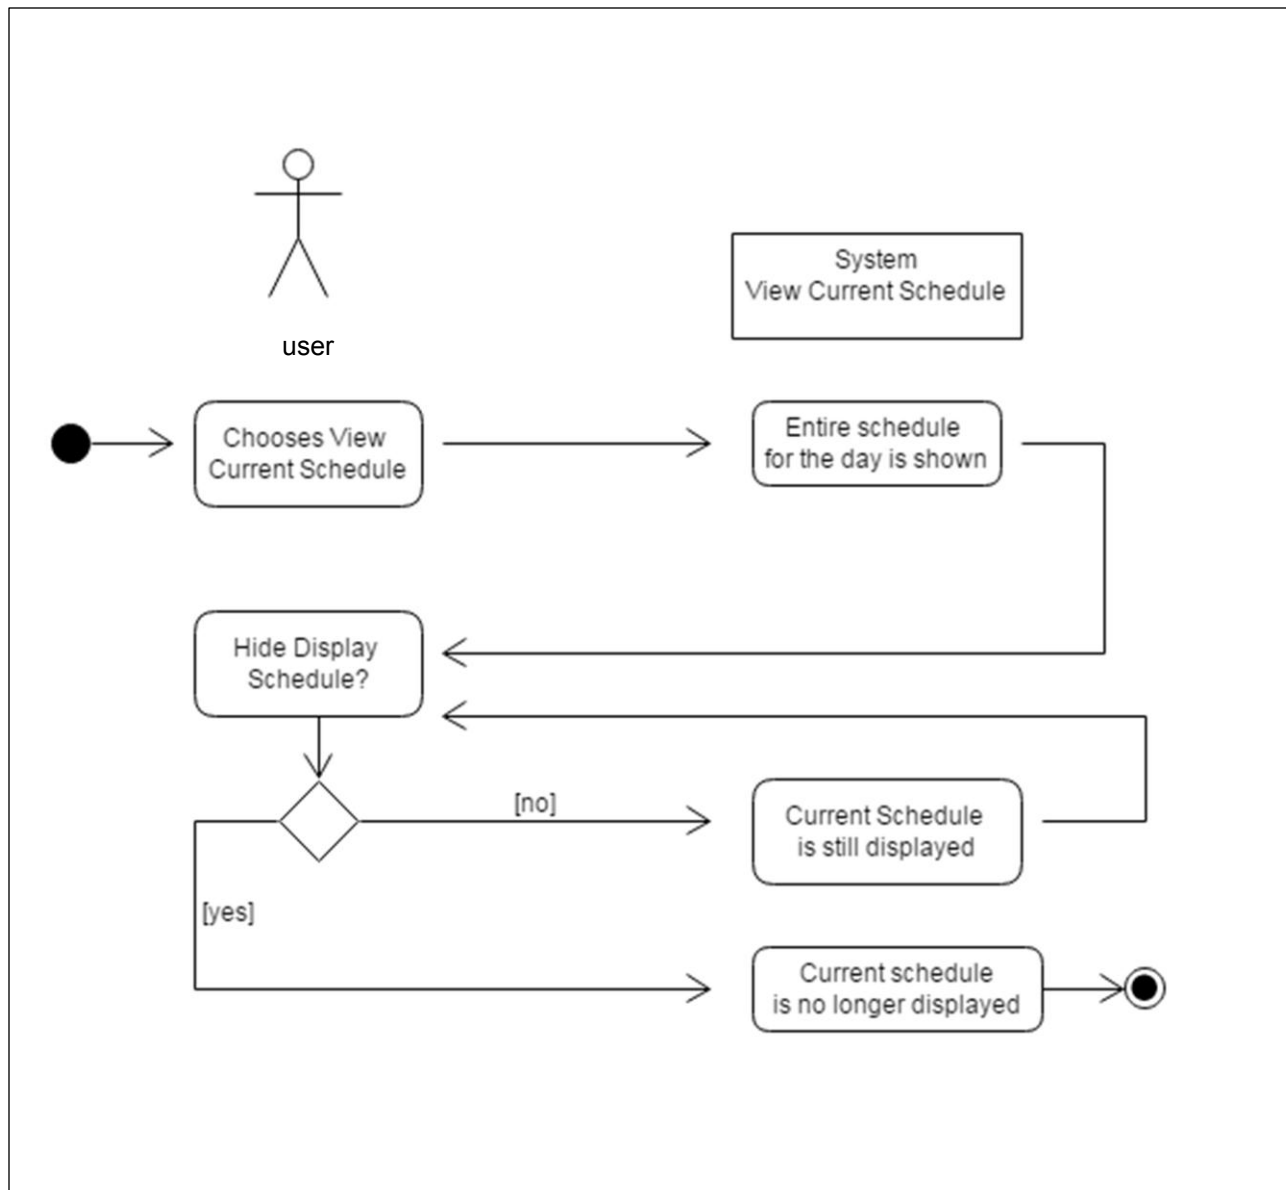 System
View Current Schedule
user
Chooses View
Current Schedule
Entire schedule
for the day is shown
Hide Display
Schedule?
[no]
Current Schedule
is still displayed
[yes]
Current schedule
is no longer displayed